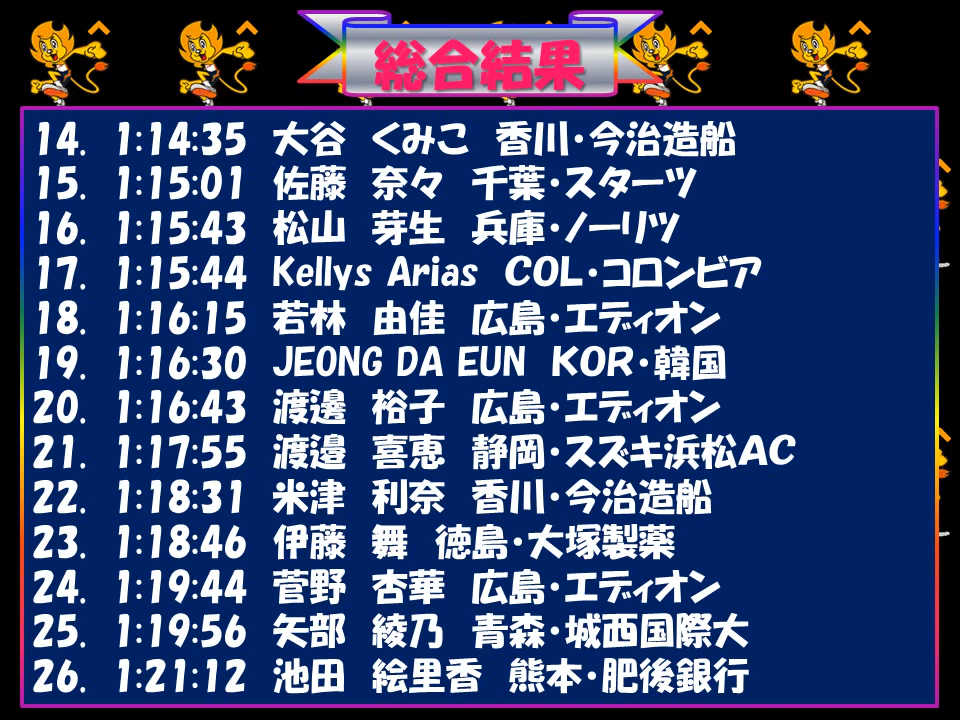 総合結果
14. 1:14:35 大谷 くみこ 香川・今治造船
15. 1:15:01 佐藤 奈々 千葉・スターツ
16. 1:15:43 松山 芽生 兵庫・ノーリツ
17. 1:15:44 Kellys Arias COL・コロンビア
18. 1:16:15 若林 由佳 広島・エディオン
19. 1:16:30 JEONG DA EUN KOR・韓国
20. 1:16:43 渡邊 裕子 広島・エディオン
21. 1:17:55 渡邉 喜恵 静岡・スズキ浜松AC
22. 1:18:31 米津 利奈 香川・今治造船
23. 1:18:46 伊藤 舞 徳島・大塚製薬
24. 1:19:44 菅野 杏華 広島・エディオン
25. 1:19:56 矢部 綾乃 青森・城西国際大
26. 1:21:12 池田 絵里香 熊本・肥後銀行